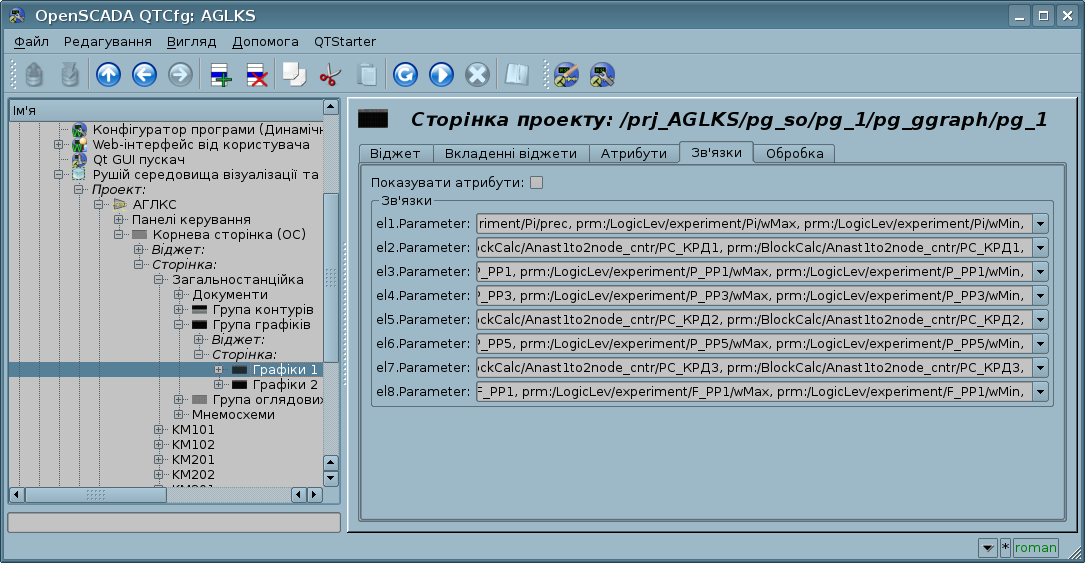 OpenSCADA QTCfg: AGLKS
Файл Редагування Вигляд Допомога QTStarter
Ім'я
Конфігуратор програми (Динамічн
Web-інтерфейс від користувача
Qt GUI пускач
Рушій середовища візуалізації та
Проект:
АГЛКС
Панелі керування
Корнева сторінка (ОС)
Віджет:
Сторінка:
Загальностанційка
Документи
Група контурів
Група графіків
Віджет:
Сторінка:
Графіки 1
Графіки 2
Група оглядових
Мнемосхеми
КМ101
КМ102
КМ201
КМ202
Сторінка проекту: /prj_AGLKS/pg_so/pg_1/pg_ggraph/pg_1
Віджет Вкладенні віджети Атрибути Зв'язки Обробка
Показувати атрибути:
Зв'язки
el1.Parameter: riment/Pi/prec, prm:/LogicLev/experiment/Pi/wMax, prm:/LogicLev/experiment/Pi/wMin,
el2.Parameter: ckCalc/Anast1to2node_cntr/PC_КРД1, prm:/BlockCalc/Anast1to2node_cntr/PC_КРД1,
el3.Parameter: P_PP1, prm:/LogicLev/experiment/P_PP1/wMax, prm:/LogicLev/experiment/P_PP1/wMin,
el4.Parameter: P_PP3, prm:/LogicLev/experiment/P_PP3/wMax, prm:/LogicLev/experiment/P_PP3/wMin,
el5.Parameter: ckCalc/Anast1to2node_cntr/PC_КРД2, prm:/BlockCalc/Anast1to2node_cntr/PC_КРД2,
el6.Parameter: P_PP5, prm:/LogicLev/experiment/P_PP5/wMax, prm:/LogicLev/experiment/P_PP5/wMin,
el7.Parameter: ckCalc/Anast1to2node_cntr/PC_КРД3, prm:/BlockCalc/Anast1to2node_cntr/PC_КРД3,
el8.Parameter: F_PP1, prm:/LogicLev/experiment/F_PP1/wMax, prm:/LogicLev/experiment/F_PP1/wMin,
* roman